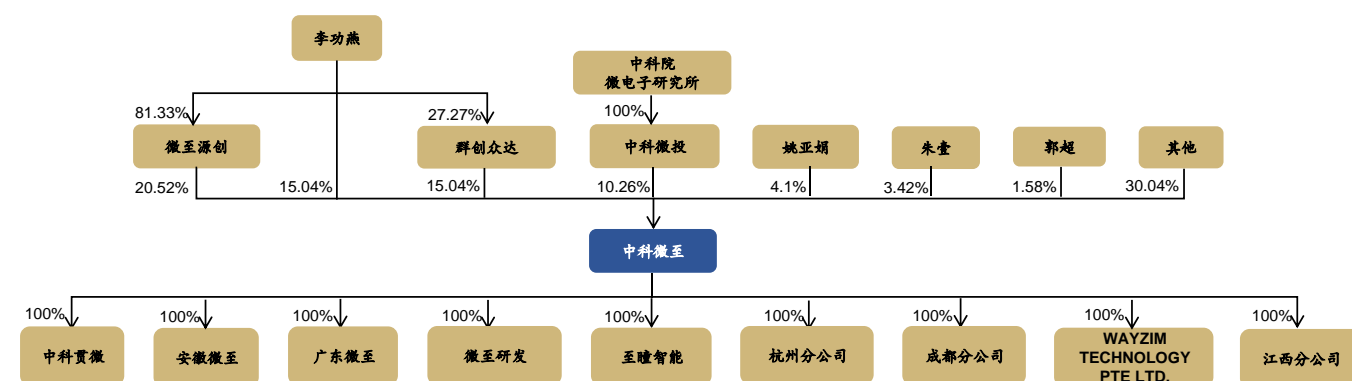 李功燕
中科院
微电子研究所
81.33%
27.27%
100%
微至源创
群创众达
中科微投
姚亚娟
朱壹
郭超
其他
20.52%
15.04%
15.04%
10.26%
4.1%
3.42%
1.58%
30.04%
中科微至
100%
100%
100%
100%
100%
100%
100%
100%
100%
中科贯微
安徽微至
广东微至
微至研发
至瞳智能
杭州分公司
成都分公司
WAYZIM
TECHNOLOGY
PTE LTD.
江西分公司